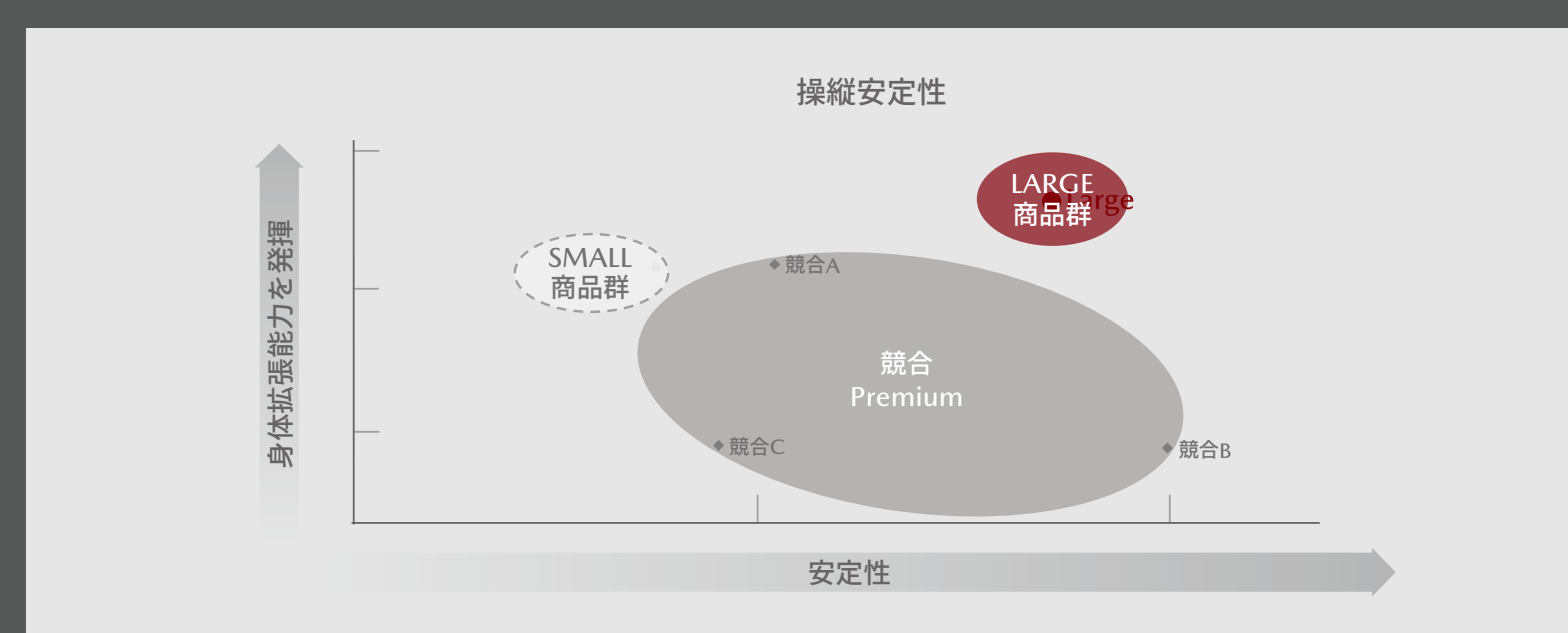 操縦安定性
身体拡張能力を発揮
LARGE
商品群
Large
SMALL
商品群
競合A
競合
Premium
競合C
競合B
安定性